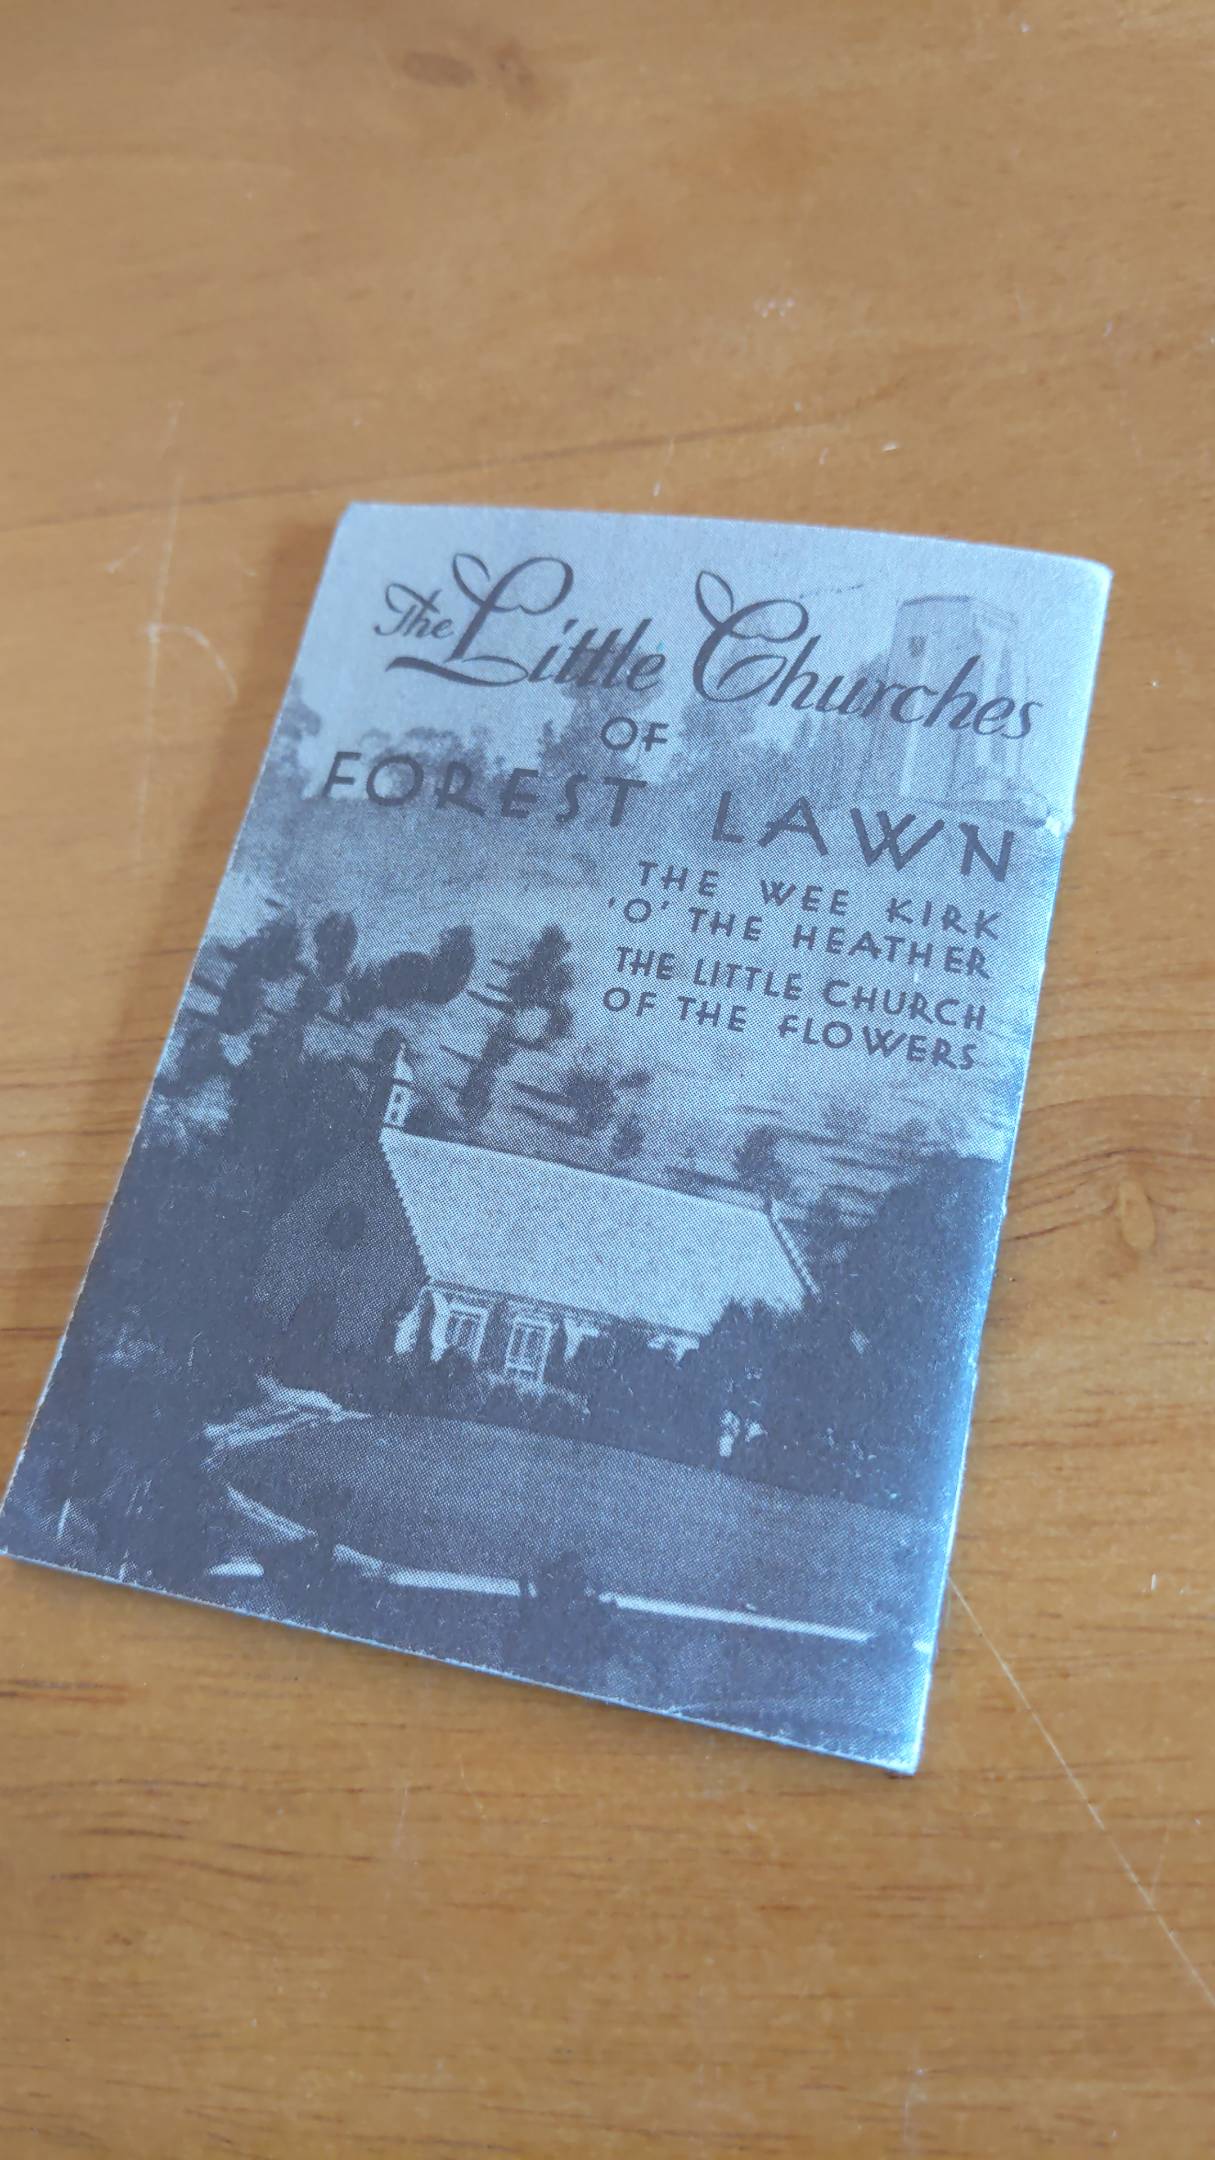 The Little Churches
OF
FOREST LAWN
THE WEE KIRK
'O' THE HEATHER
THE LITTLE CHURCH
OF THE FLOWERS